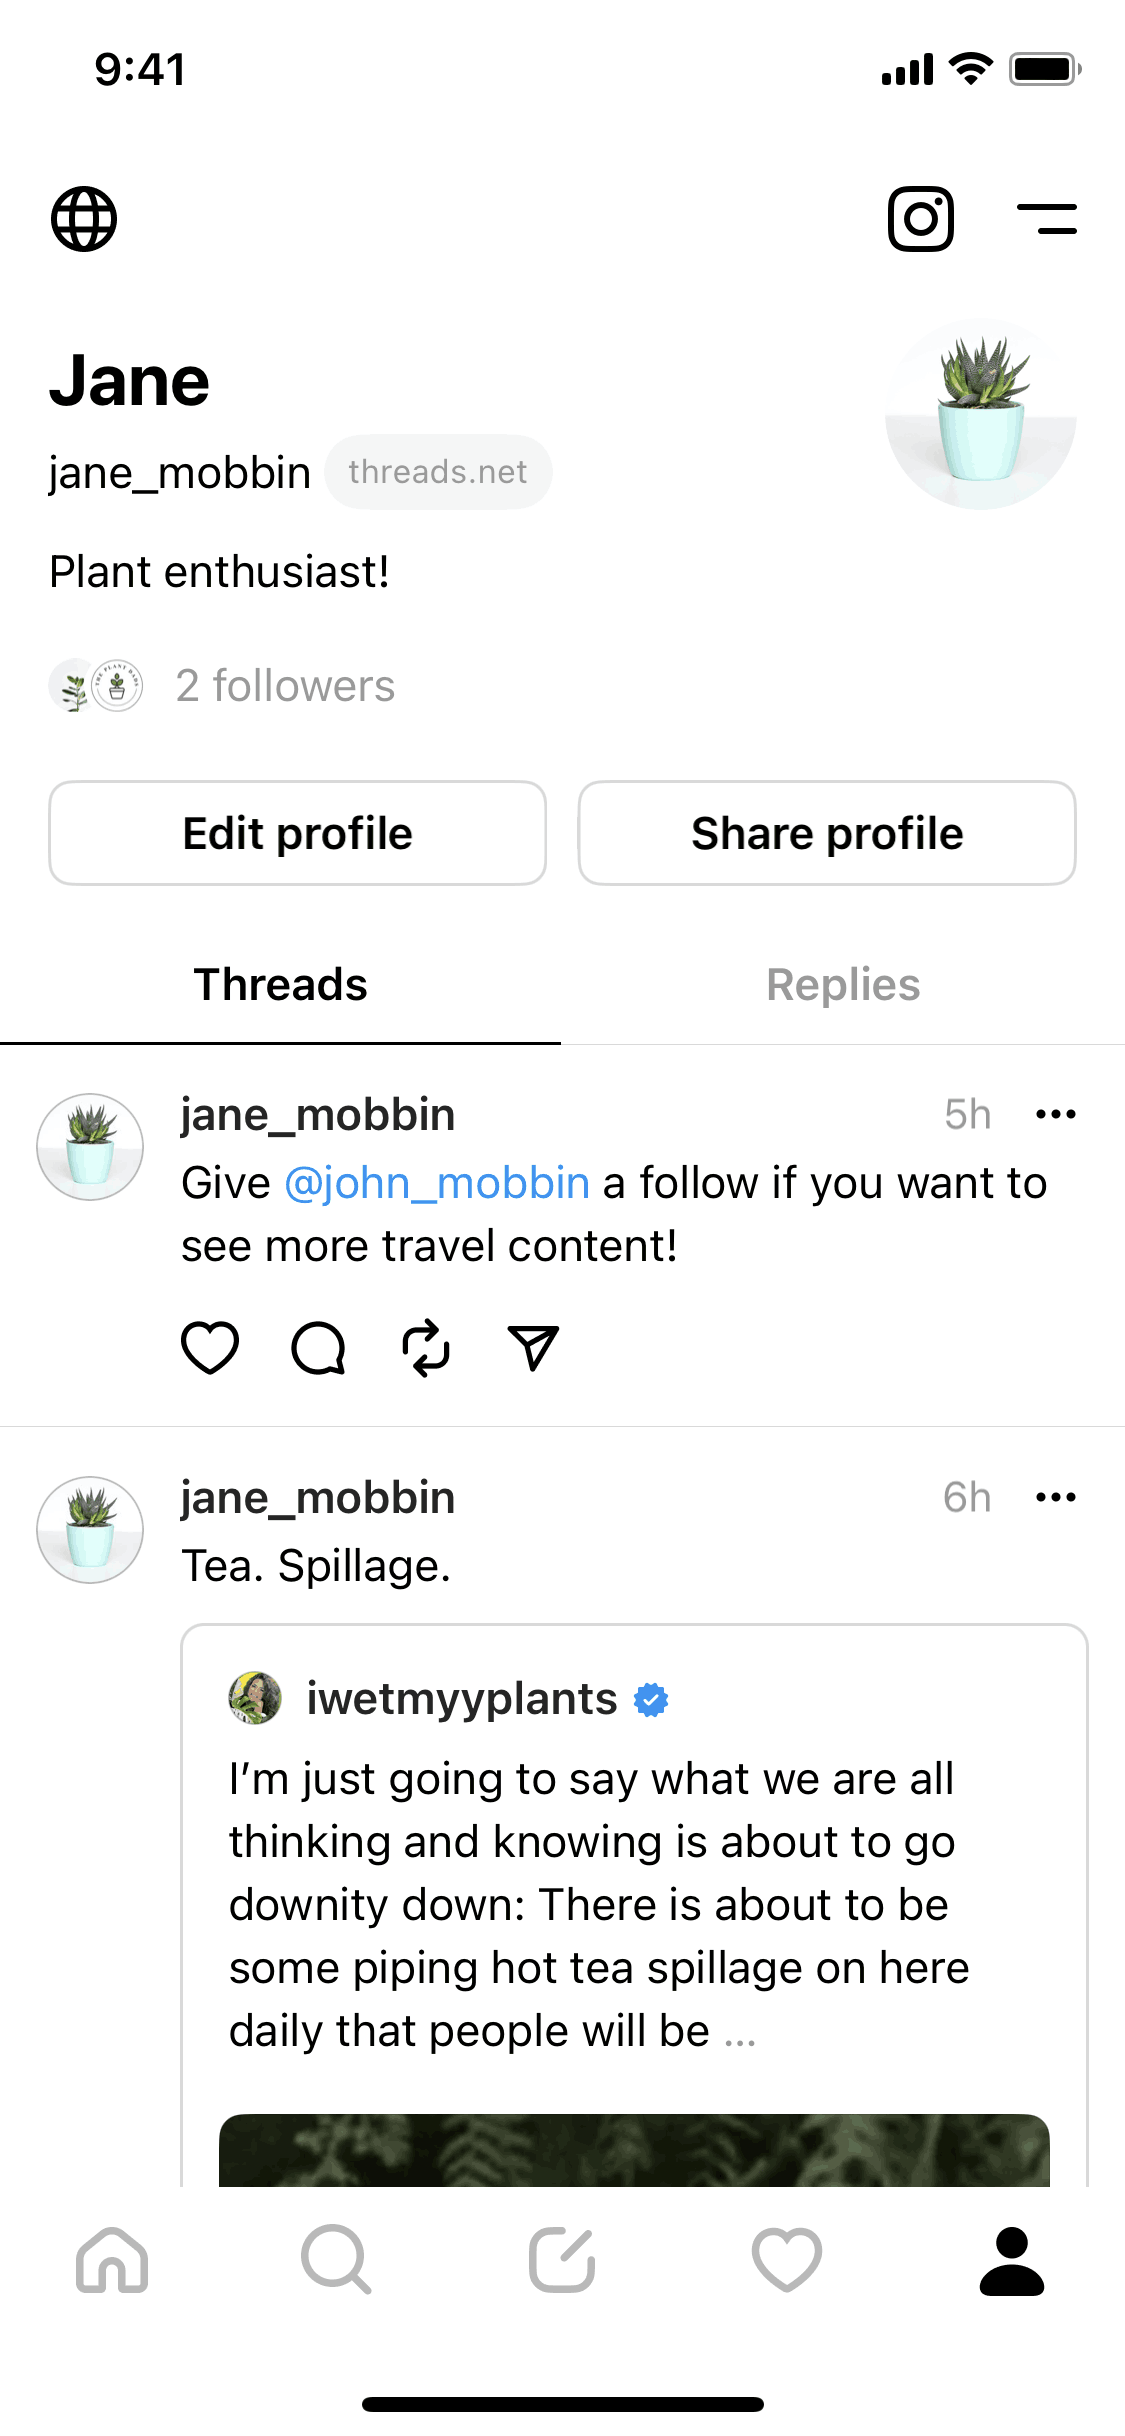 9:41
Jane
jane_mobbin threads.net
Plant enthusiast!
THE PLANT DADS
2 followers
Edit profile Share profile
Threads Replies
jane_mobbin 5h
Give @john_mobbin a follow if you want to
see more travel content!
jane_mobbin 6h
Tea. Spillage.
iwetmyyplants
I’m just going to say what we are all
thinking and knowing is about to go
downity down: There is about to be
some piping hot tea spillage on here
daily that people will be ...